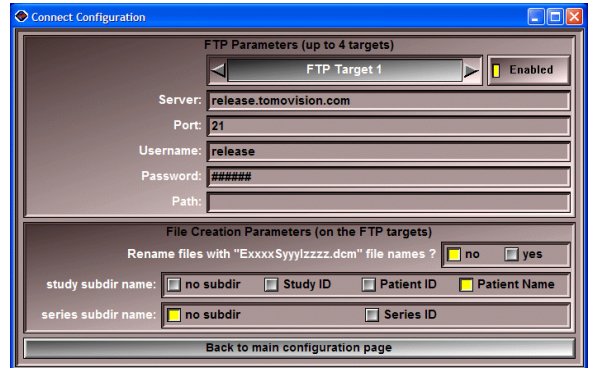 Connect Configuration
FTP Parameters (up to 4 targets)
FTP Target 1
Enabled
Server: release.tomovision.com
Port: 21
Username: release
Password: ######
Path:
File Creation Parameters (on the FTP targets)
Rename files with "ExxxxSyyyIzzzz.dcm" file names ? no yes
study subdir name: no subdir Study ID Patient ID Patient Name
series subdir name: no subdir Series ID
Back to main configuration page